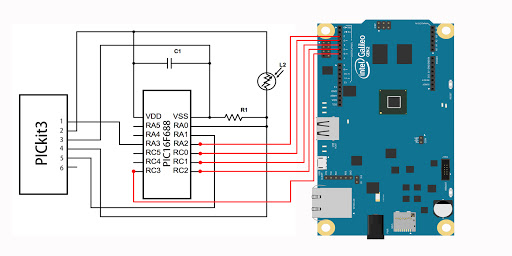 C1
L2
R1
PICkit3
1
2
3
4
5
6
VDD
RA5
RA4
RA3
RC5
RC4
RC3
PIC16F688
VSS
RA0
RA1
RA2
RC0
RC1
RC2
intel Galileo